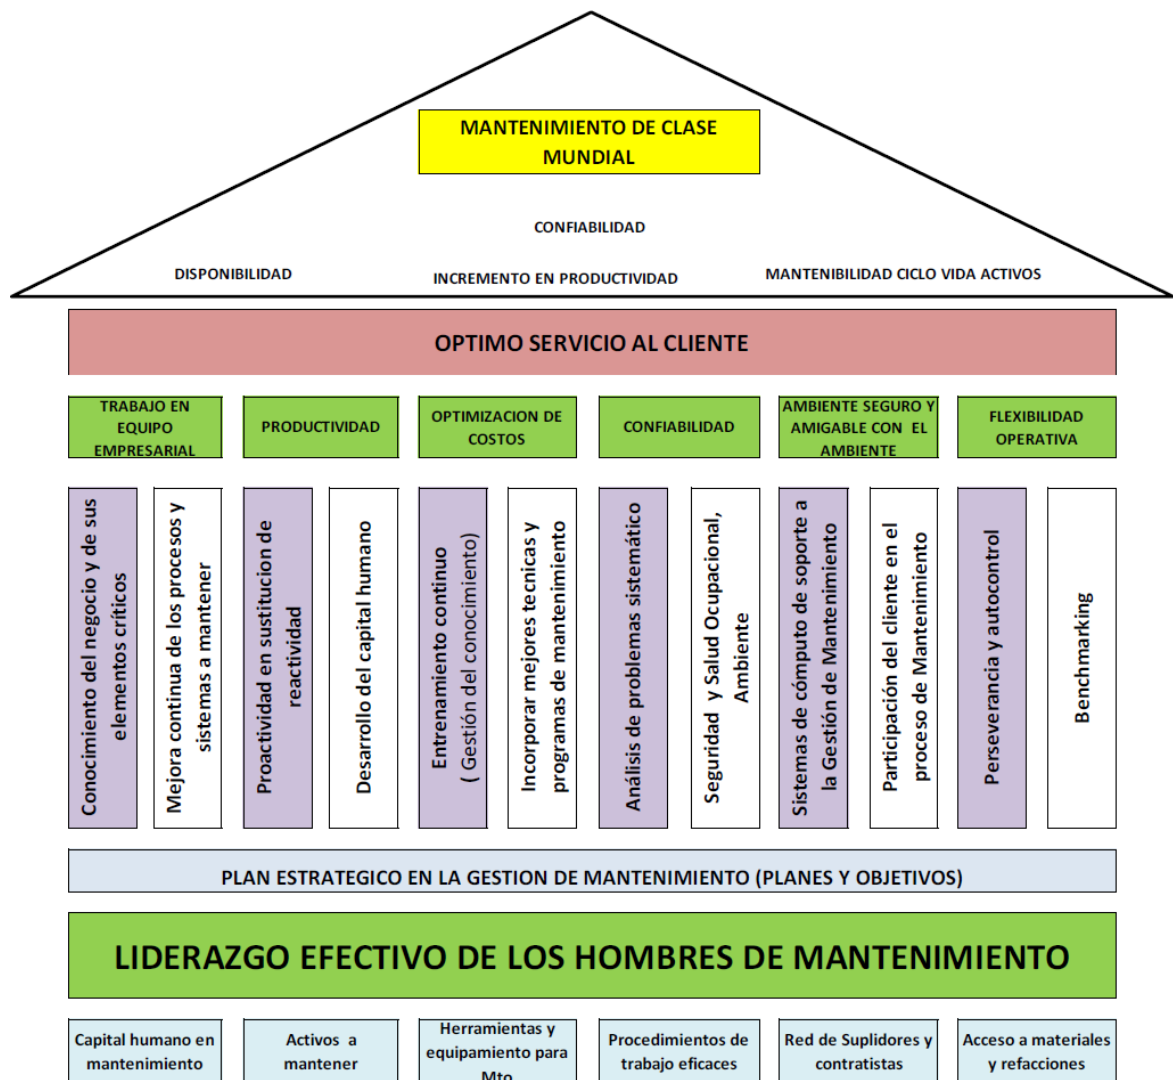 MANTENIMIENTO DE CLASE
MUNDIAL
CONFIABILIDAD
DISPONIBILIDAD
INCREMENTO EN PRODUCTIVIDAD
MANTENIBILIDAD CICLO VIDA ACTIVOS
OPTIMO SERVICIO AL CLIENTE
TRABAJO EN
EQUIPO
EMPRESARIAL
PRODUCTIVIDAD
OPTIMIZACION DE
COSTOS
CONFIABILIDAD
AMBIENTE SEGURO Y
AMIGABLE CON EL
AMBIENTE
FLEXIBILIDAD
OPERATIVA
Conocimiento del negocio y de sus
elementos críticos
Mejora continua de los procesos y
sistemas a mantener
Proactividad en sustitucion de
reactividad
Desarrollo del capital humano
Entrenamiento continuo
( Gestión del conocimiento)
Incorporar mejores tecnicas y
programas de mantenimiento
Análisis de problemas sistemático
Seguridad y Salud Ocupacional,
Ambiente
Sistemas de cómputo de soporte a
la Gestión de Mantenimiento
Participación del cliente en el
proceso de Mantenimiento
Perseverancia y autocontrol
Benchmarking
PLAN ESTRATEGICO EN LA GESTION DE MANTENIMIENTO (PLANES Y OBJETIVOS)
LIDERAZGO EFECTIVO DE LOS HOMBRES DE MANTENIMIENTO
Capital humano en
mantenimiento
Activos a
mantener
Herramientas y
equipamiento para
Mto
Procedimientos de
trabajo eficaces
Red de Suplidores y
contratistas
Acceso a materiales
y refacciones